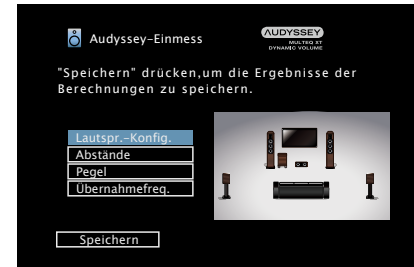 Audyssey-Einmess
AUDYSSEY
MULTEQ XT
DYNAMIC VOLUME
"Speichern" drücken,um die Ergebnisse der
Berechnungen zu speichern.
Lautspr.-Konfig.
Abstände
Pegel
Übernahmefreq.
Speichern